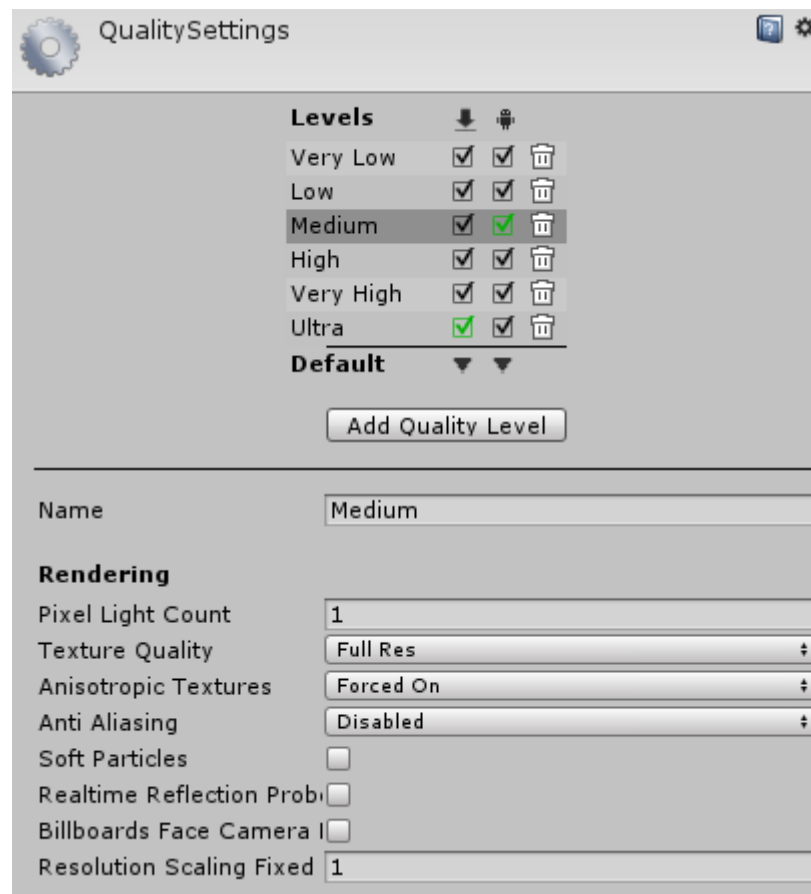 QualitySettings
Levels
Very Low
Low
Medium
High
Very High
Ultra
Default
Add Quality Level
Name Medium
Rendering
Pixel Light Count 1
Texture Quality Full Res
Anisotropic Textures Forced On
Anti Aliasing Disabled
Soft Particles
Realtime Reflection Prob
Billboards Face Camera
Resolution Scaling Fixed 1